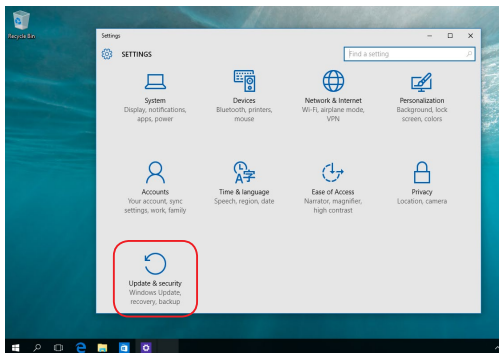 Recycle Bin
Settings
SETTINGS
Find a setting
System
Display, notifications,
apps, power
Devices
Bluetooth, printers,
mouse
Network & Internet
Wi-Fi, airplane mode,
VPN
Personalization
Background, lock
screen, colors
Accounts
Your account, sync
settings, work, family
Time & language
Speech, region, date
Ease of Access
Narrator, magnifier,
high contrast
Privacy
Location, camera
Update & security
Windows Update,
recovery, backup